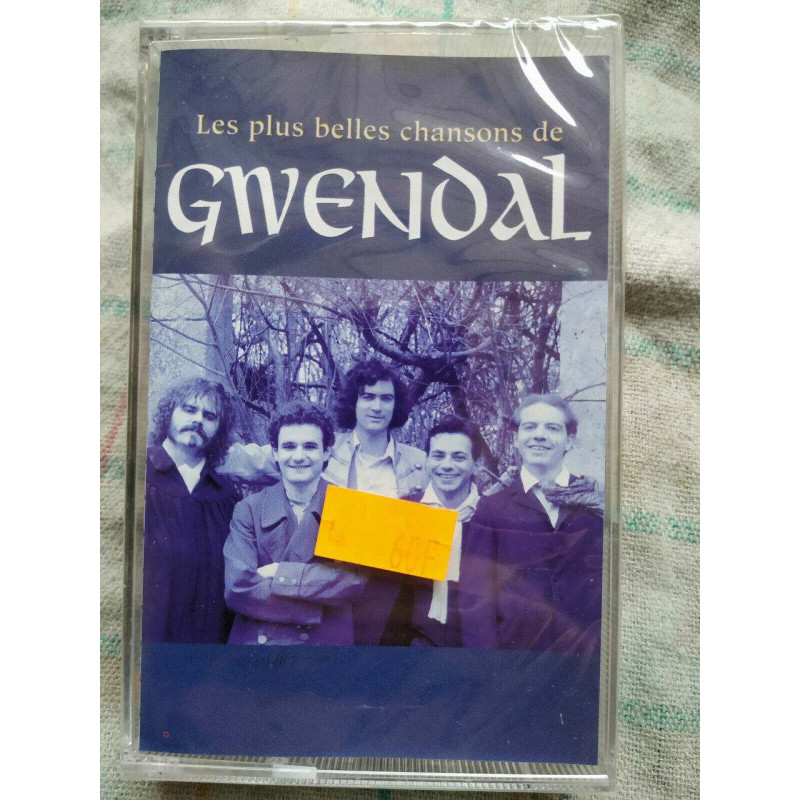 Les plus belles chansons de
GWENDAL
60F